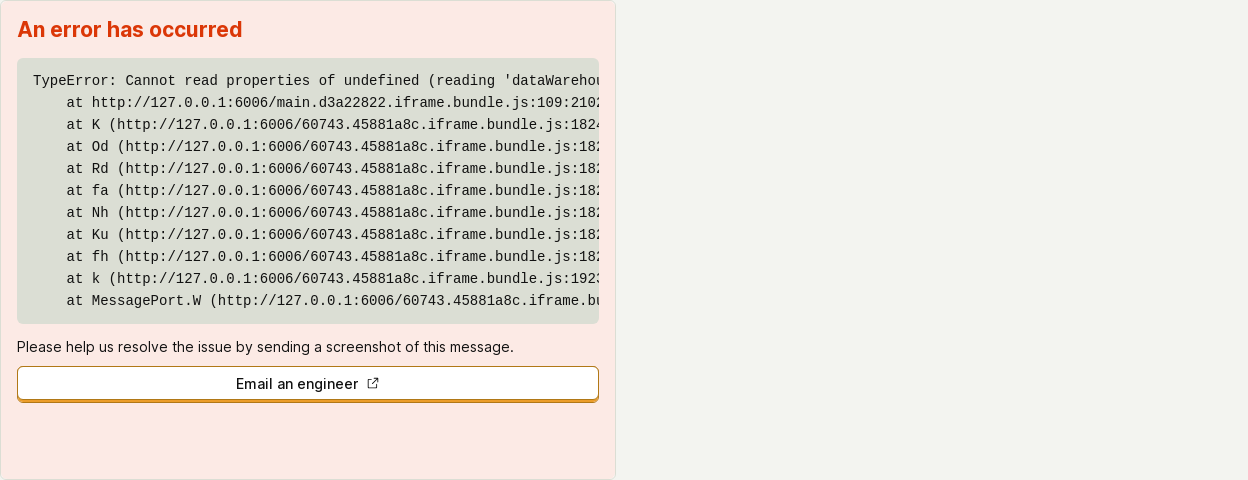 An error has occurred
TypeError: Cannot read properties of undefined (reading 'dataWarehou
at http://127.0.0.1:6006/main.d3a22822.iframe.bundle.js:109:2102
at K (http://127.0.0.1:6006/60743.45881a8c.iframe.bundle.js:1824
at Od (http://127.0.0.1:6006/60743.45881a8c.iframe.bundle.js:182
at Rd (http://127.0.0.1:6006/60743.45881a8c.iframe.bundle.js:182
at fa (http://127.0.0.1:6006/60743.45881a8c.iframe.bundle.js:182
at Nh (http://127.0.0.1:6006/60743.45881a8c.iframe.bundle.js:182
at Ku (http://127.0.0.1:6006/60743.45881a8c.iframe.bundle.js:182
at fh (http://127.0.0.1:6006/60743.45881a8c.iframe.bundle.js:182
at k (http://127.0.0.1:6006/60743.45881a8c.iframe.bundle.js:1923
at MessagePort.W (http://127.0.0.1:6006/60743.45881a8c.iframe.bu
Please help us resolve the issue by sending a screenshot of this message.
Email an engineer